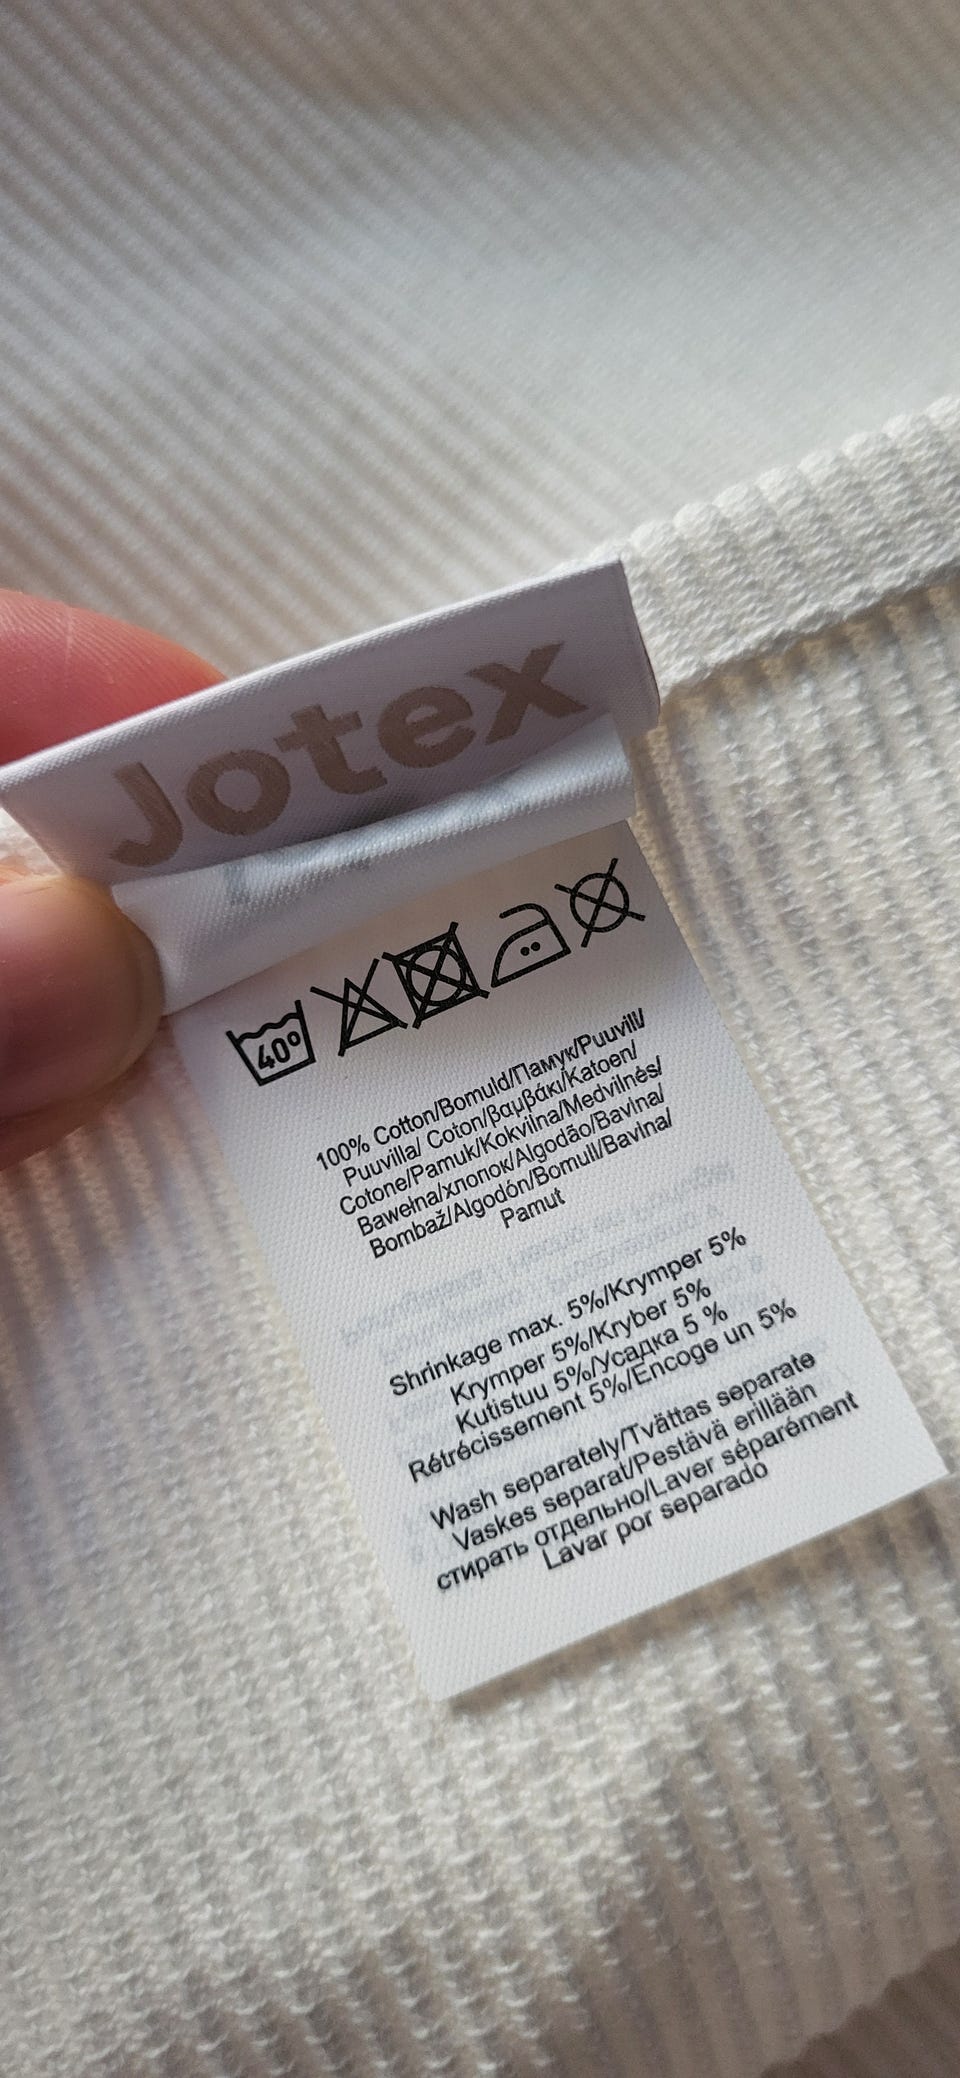 Jotex
40°
100% Cotton/Bomuld/Памук/Puuvill/
Puuvilla/ Coton/βαμβάκι/Katoen/
Cotone/Pamuk/Kokvilna/Medvilnės/
Bawełna/хлопок/Algodão/Bavlna/
Bombaž/Algodón/Bomull/Bavlna/
Pamut
Shrinkage max. 5%/Krymper 5%
Krymper 5%/Kryber 5%
Kutistuu 5%/Усадка 5 %
Rétrécissement 5%/Encoge un 5%
Wash separately/Tvättas separate
Vaskes separat/Pestävä erillään
стирать отдельно/Laver séparément
Lavar por separado